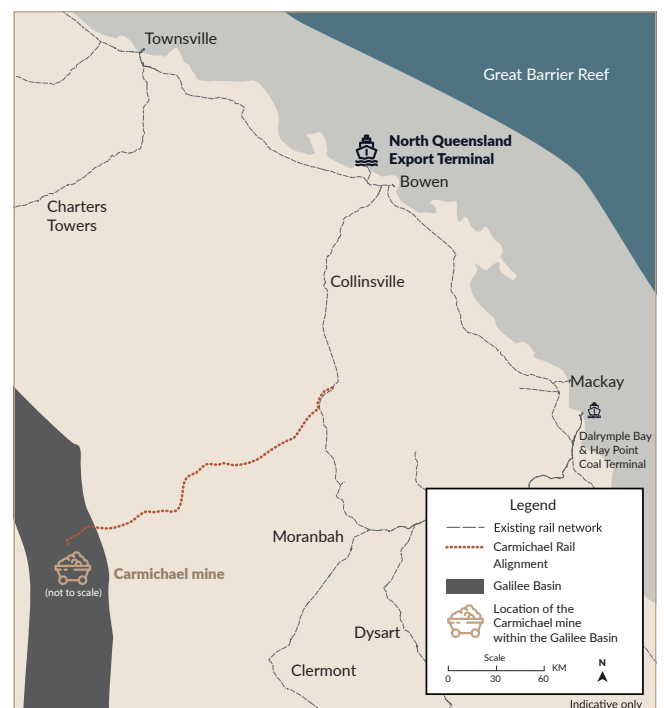 Townsville
Great Barrier Reef
North Queensland
Export Terminal
Bowen
Charters
Towers
Collinsville
Mackay
Dalrymple Bay
& Hay Point
Coal Terminal
Moranbah
Carmichael mine
(not to scale)
Dysart
Clermont
Legend
Existing rail network
Carmichael Rail
Alignment
Galilee Basin
Location of the
Carmichael mine
within the Galilee Basin
Scale
KM
0 30 60
N
Indicative only